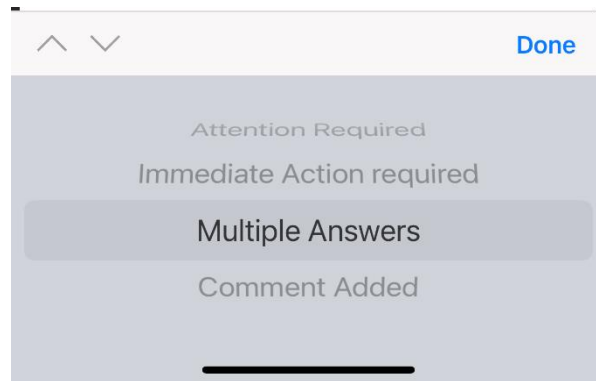 Done
Attention Required
Immediate Action required
Multiple Answers
Comment Added